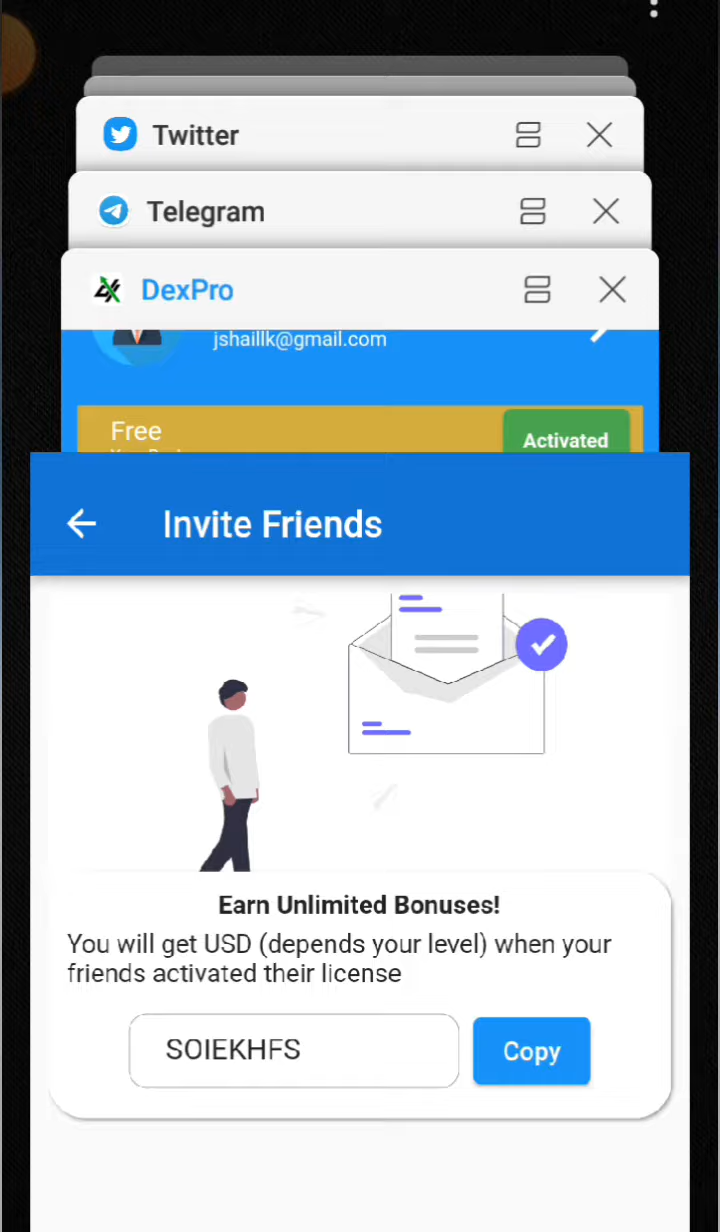 Twitter
Telegram
DexPro
jshaillk@gmail.com
Free
Activated
Invite Friends
Earn Unlimited Bonuses!
You will get USD (depends your level) when your
friends activated their license
SOIEKHFS
Copy